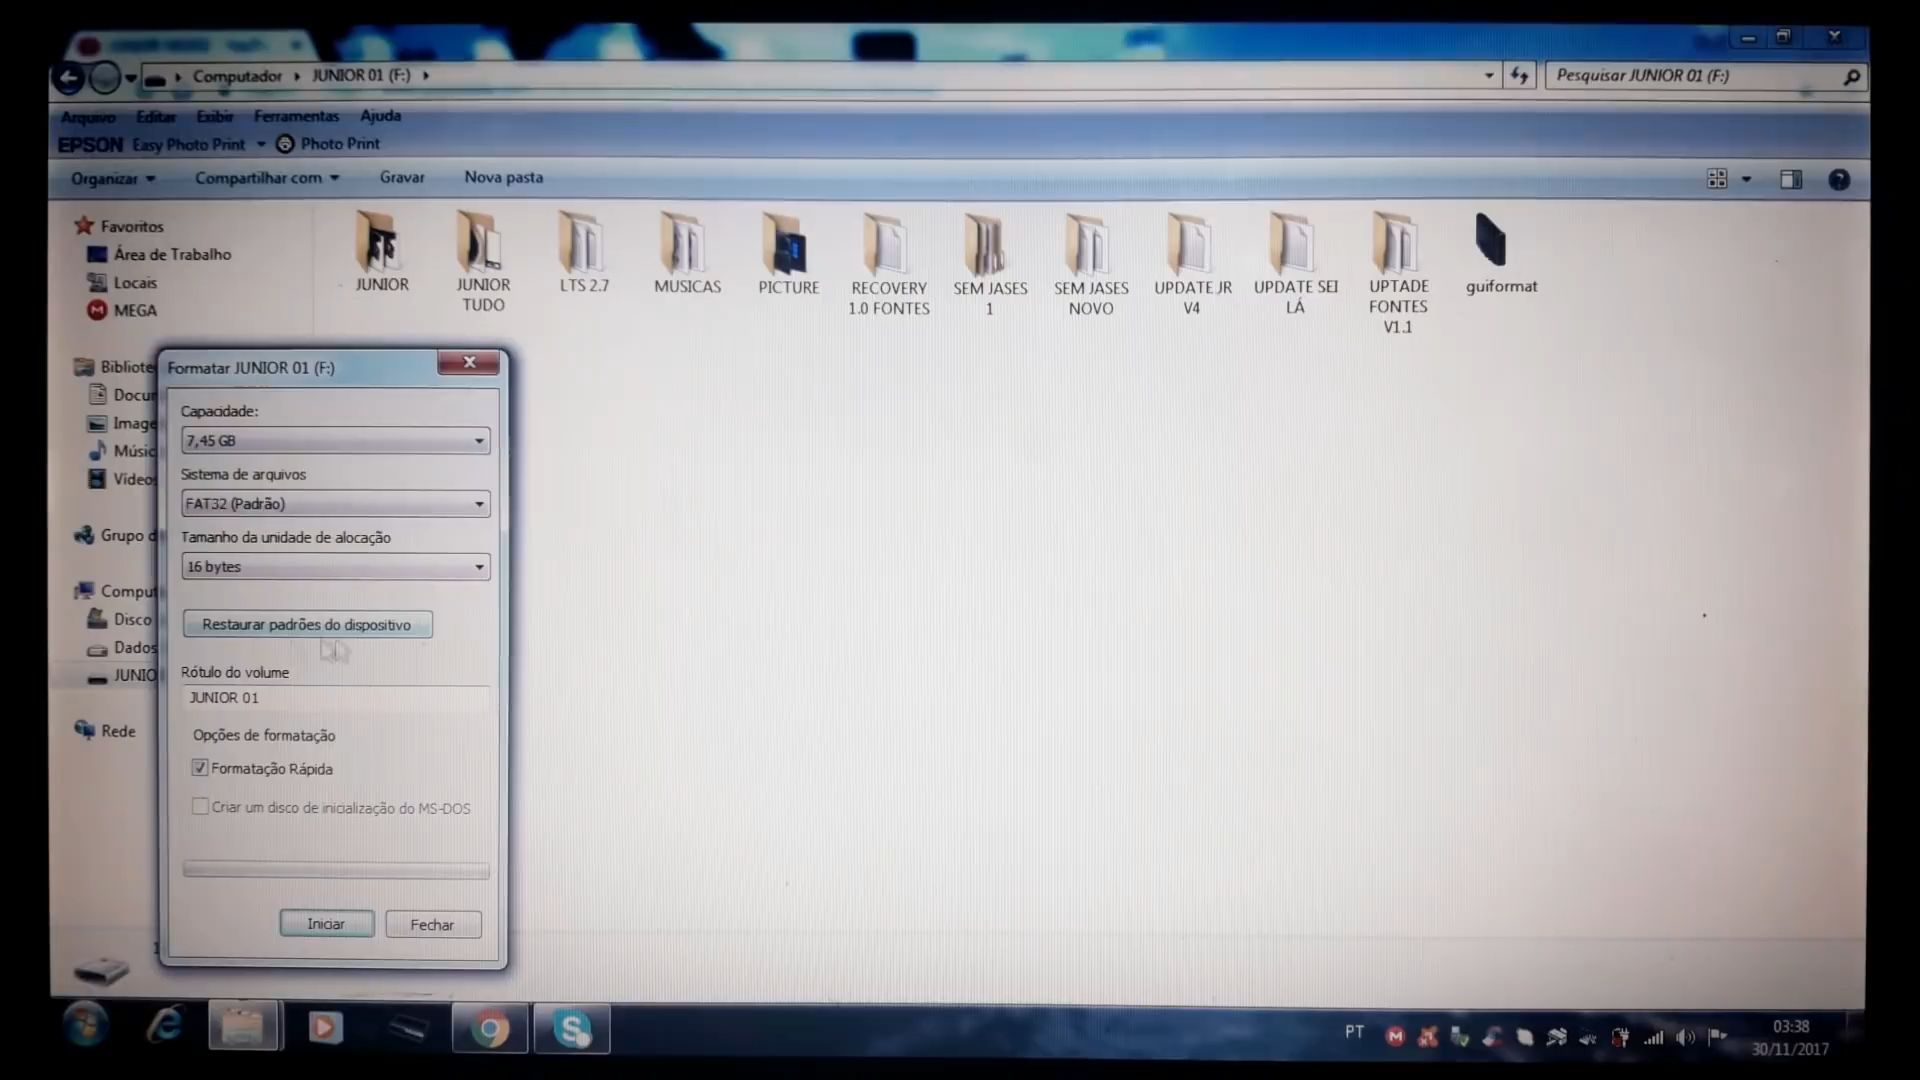 Computador
JUNIOR 01 (F:)
Pesquisar JUNIOR 01 (F:)
Arquivo Editar Exibir Ferramentas Ajuda
EPSON Easy Photo Print Photo Print
Organizar Compartilhar com Gravar Nova pasta
Favoritos
Área de Trabalho
Locais
MEGA
Bibliote
Docur
Image
Músic
Vídeos
Grupo d
Comput
Disco
Dados
JUNIO
Rede
JUNIOR
JUNIOR
TUDO
LTS 2.7
MUSICAS
PICTURE
RECOVERY
1.0 FONTES
SEM JASES
1
SEM JASES
NOVO
UPDATE JR
V4
UPDATE SEI
LÁ
UPTADE
FONTES
V1.1
guiformat
Formatar JUNIOR 01 (F:)
Capacidade:
7,45 GB
Sistema de arquivos
FAT32 (Padrão)
Tamanho da unidade de alocação
16 bytes
Restaurar padrões do dispositivo
Rótulo do volume
JUNIOR 01
Opções de formatação
Formatação Rápida
Criar um disco de inicialização do MS-DOS
Iniciar
Fechar
PT
03:38
30/11/2017